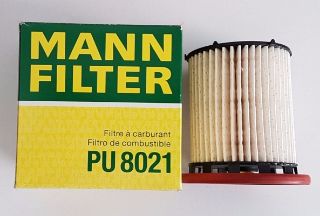 MANN
FILTER
Filtre à carburant
Filtro de combustible
PU 8021